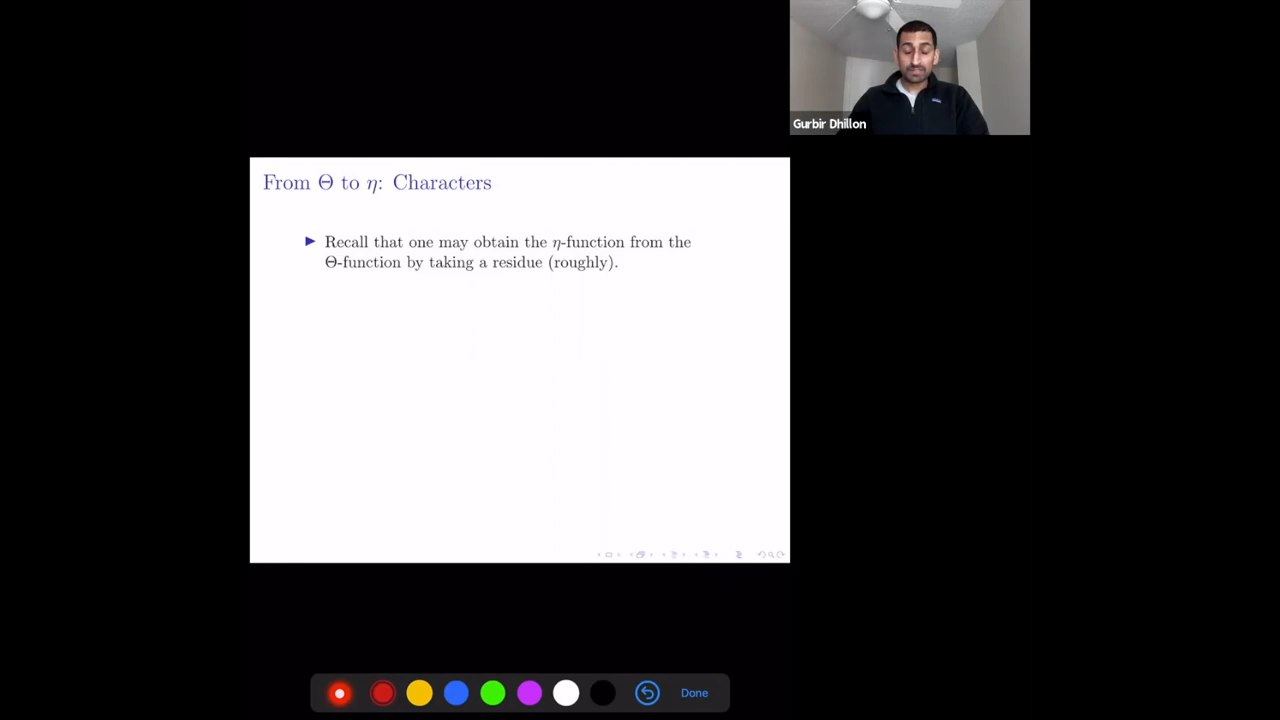 Gurbir Dhillon
From Θ to η: Characters
▶ Recall that one may obtain the η-function from the
Θ-function by taking a residue (roughly).
Done